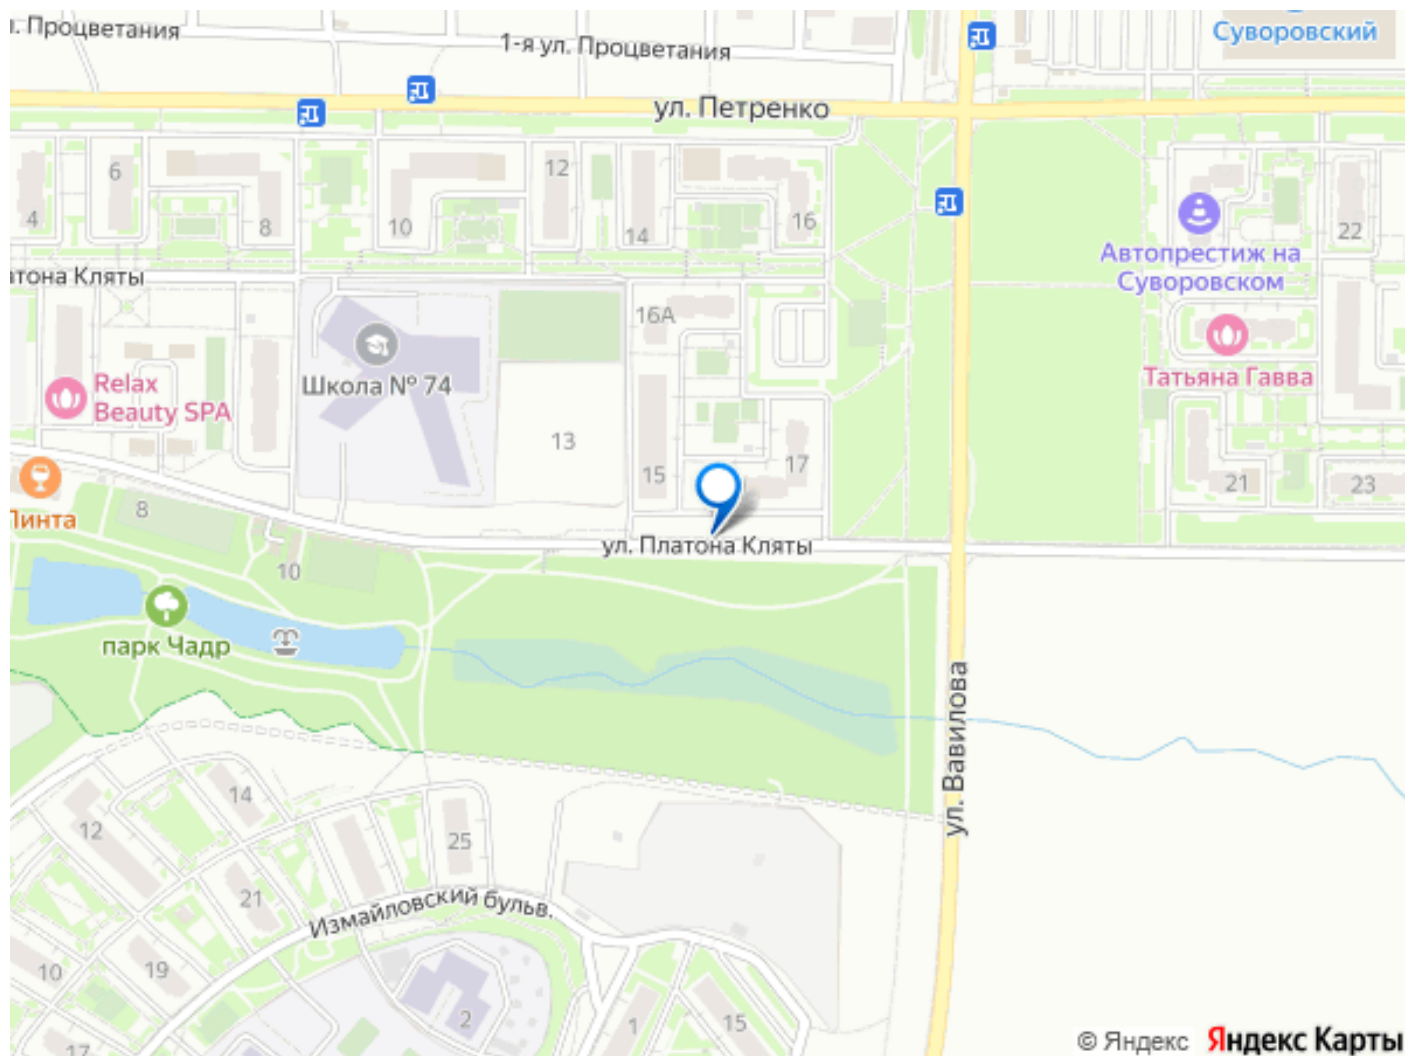 л. Процветания
1-я ул. Процветания
Суворовский
ул. Петренко
12
6
10
8
14
16
4
22
Автопрестиж на
Суворовском
атона Кляты
16А
Школа № 74
Татьяна Гавва
Relax
Beauty SPA
13
15
17
21
23
Пинта
8
ул. Платона Кляты
10
парк Чадр
ул. Вавилова
14
12
25
21
Измайловский бульв.
10
19
2
1
15
17
© Яндекс Яндекс Карты